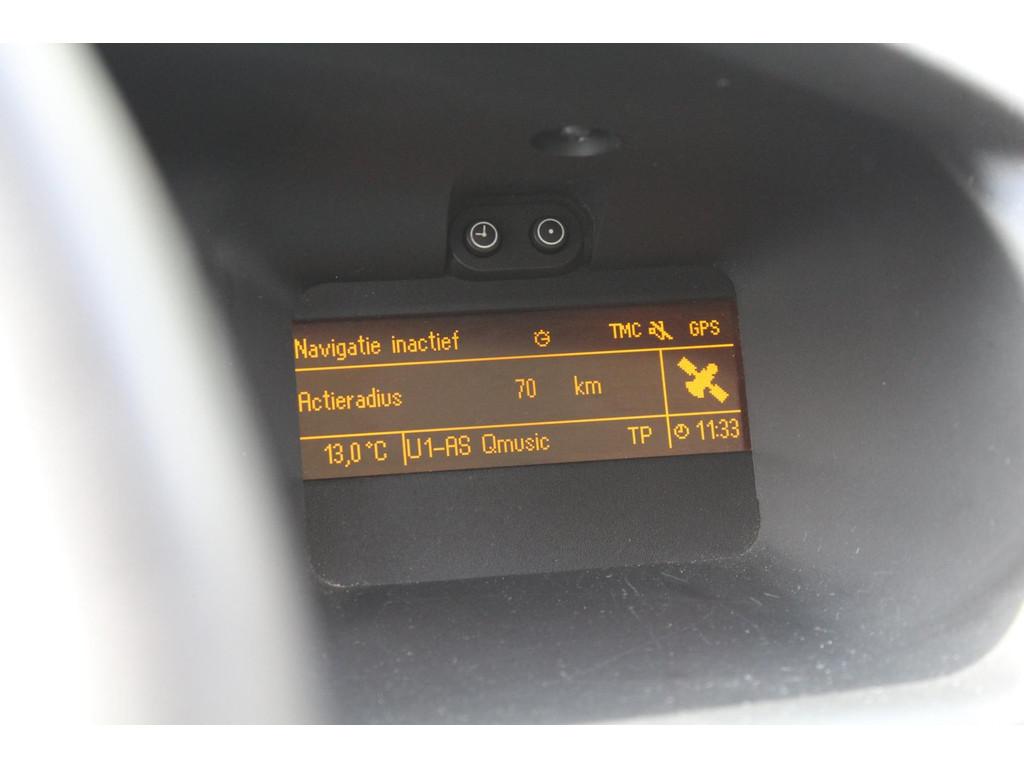 Navigatie inactief TMC GPS
Actieradius 70 km
13,0°C U1-AS Qmusic TP 11:33